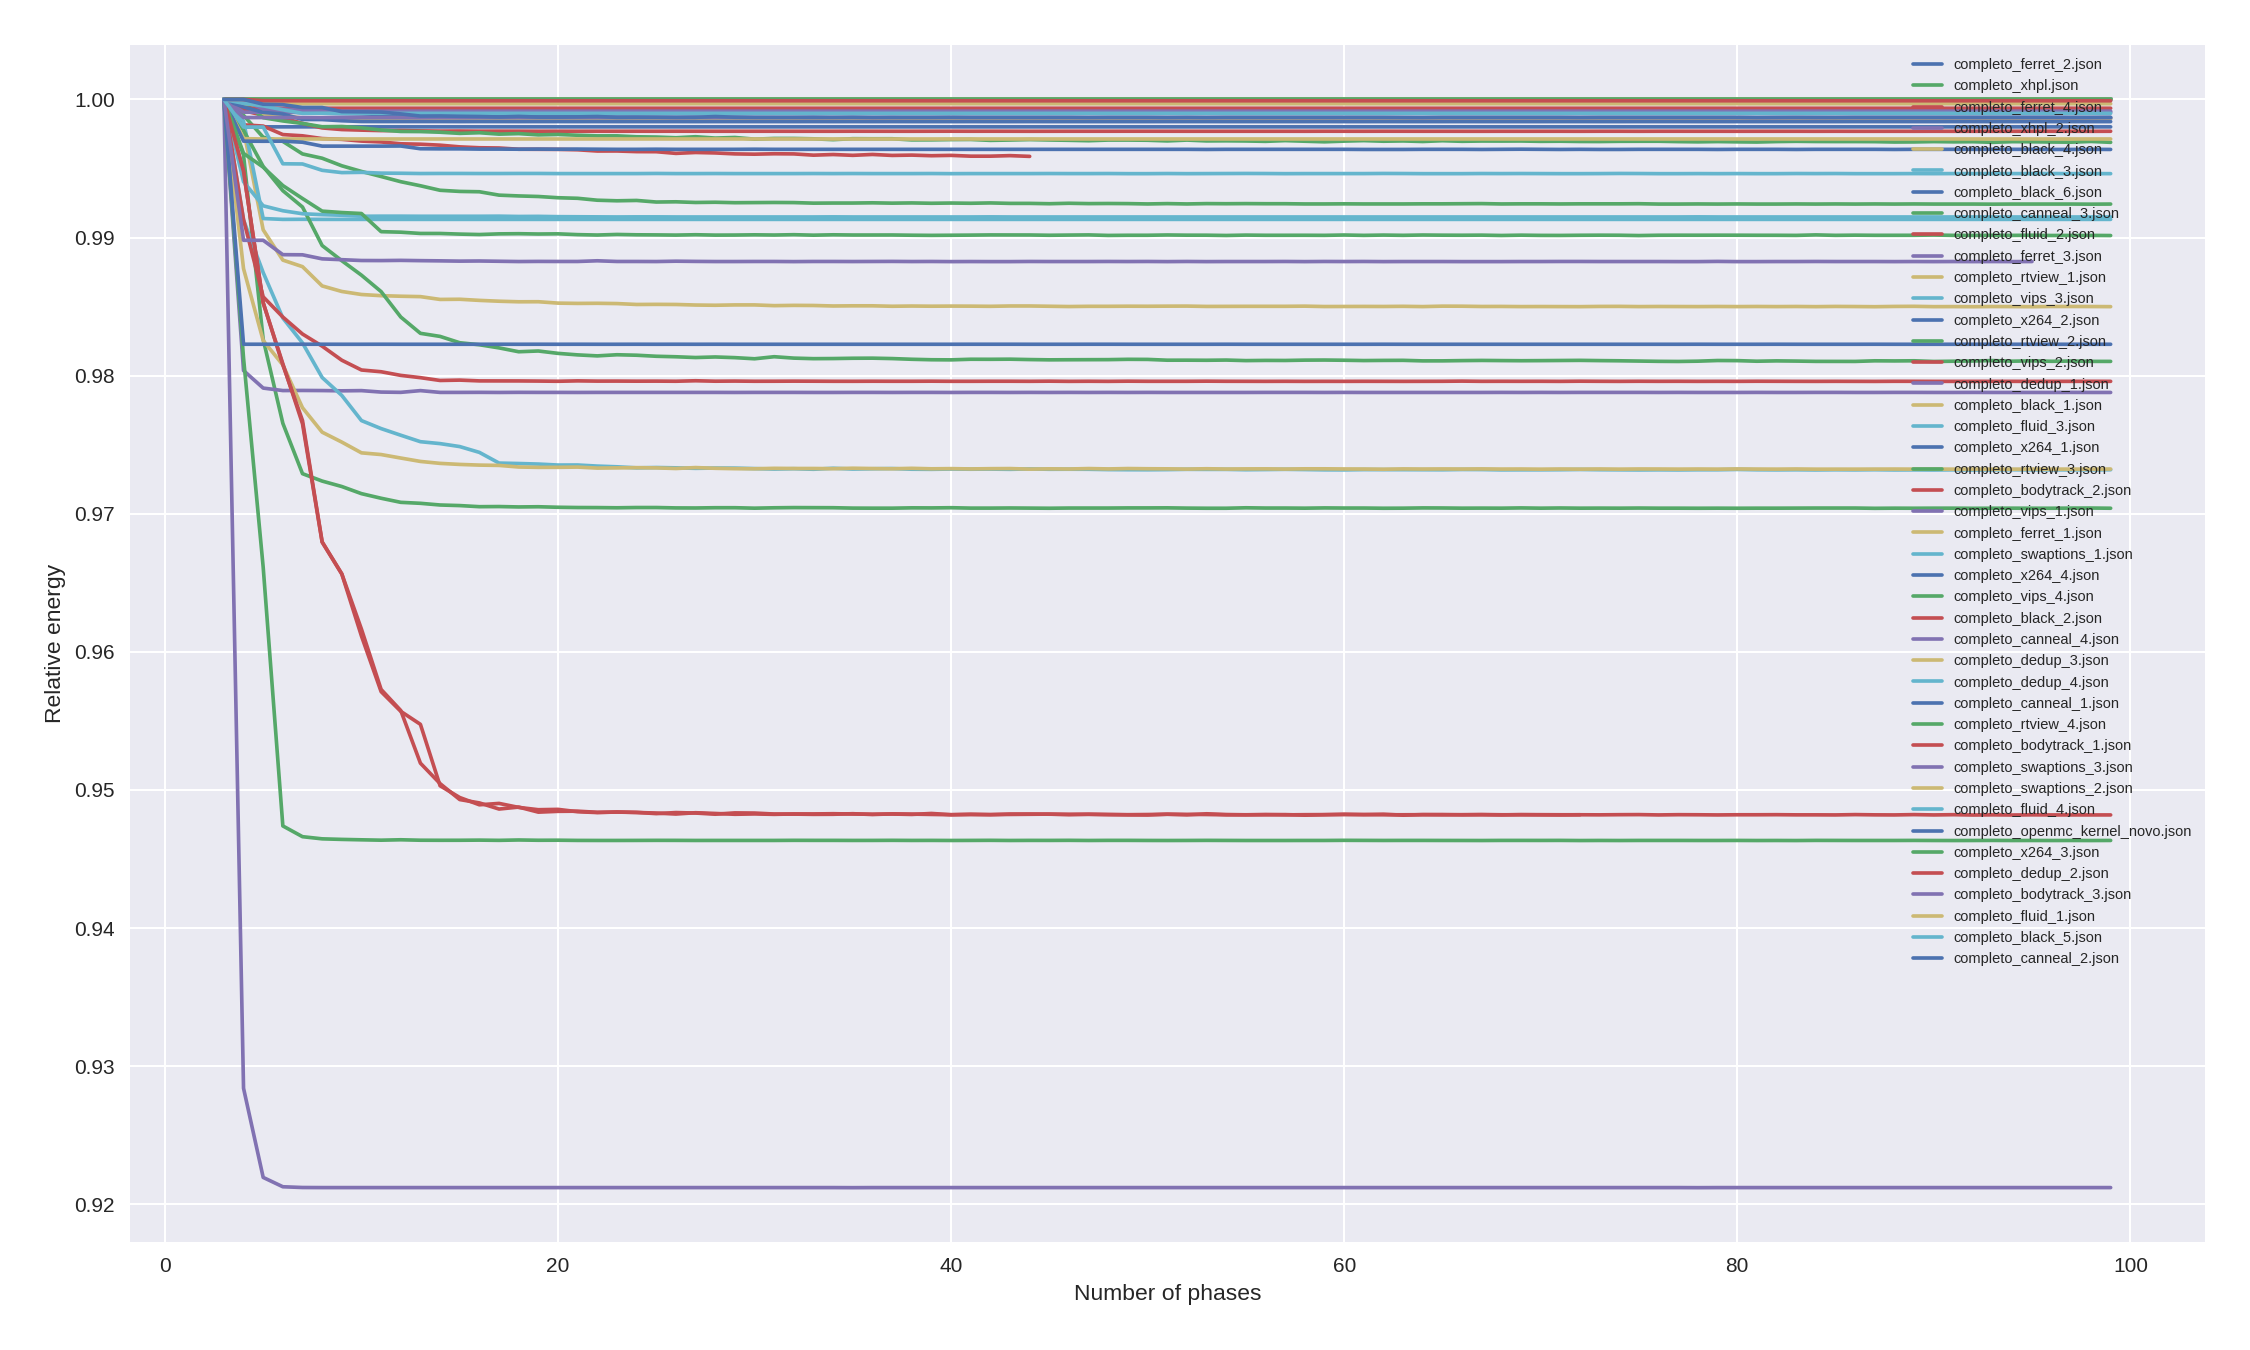 completo_ferret_2.json
completo_xhpl.json
completo_ferret_4.json
completo_xhpl_2.json
completo_black_4.json
completo_black_3.json
completo_black_6.json
completo_canneal_3.json
completo_fluid_2.json
completo_ferret_3.json
completo_rtview_1.json
completo_vips_3.json
completo_x264_2.json
completo_rtview_2.json
completo_vips_2.json
completo_dedup_1.json
completo_black_1.json
completo_fluid_3.json
completo_x264_1.json
completo_rtview_3.json
completo_bodytrack_2.json
completo_vips_1.json
completo_ferret_1.json
completo_swaptions_1.json
completo_x264_4.json
completo_vips_4.json
completo_black_2.json
completo_canneal_4.json
completo_dedup_3.json
completo_dedup_4.json
completo_canneal_1.json
completo_rtview_4.json
completo_bodytrack_1.json
completo_swaptions_3.json
completo_swaptions_2.json
completo_fluid_4.json
completo_openmc_kernel_novo.json
completo_x264_3.json
completo_dedup_2.json
completo_bodytrack_3.json
completo_fluid_1.json
completo_black_5.json
completo_canneal_2.json
1.00
0.99
0.98
0.97
0.96
0.95
0.94
0.93
0.92
Relative energy
0 20 40 60 80 100
Number of phases